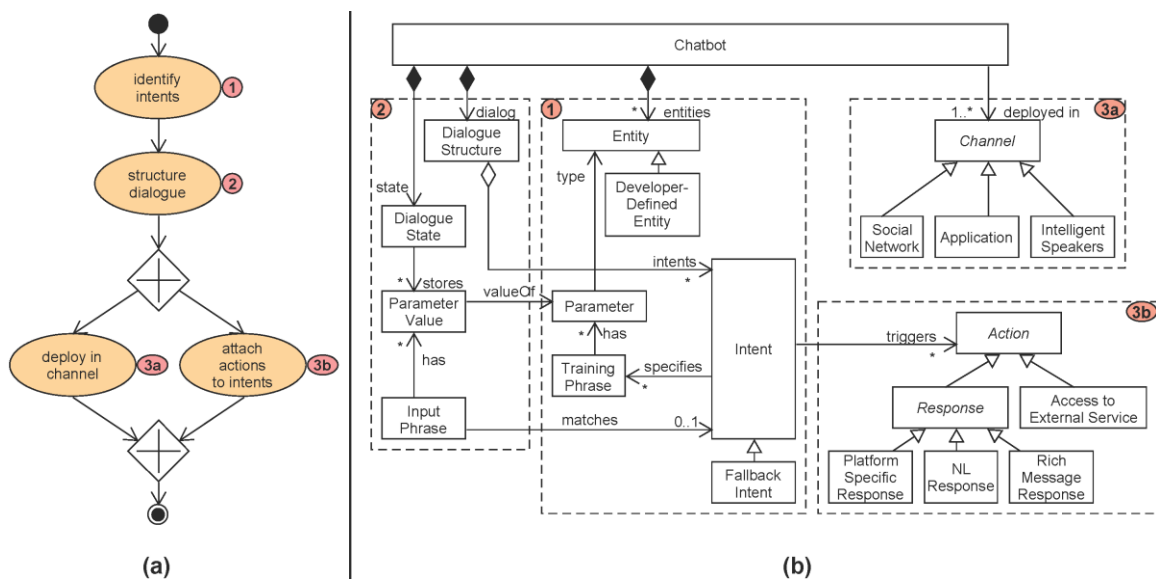 identify
intents
1
structure
dialogue
2
deploy in
channel
3a
attach
actions
to intents
3b
(a)
Chatbot
2
dialog
Dialogue
Structure
state
Dialogue
State
*
stores
Parameter
Value
valueOf
*
has
Input
Phrase
matches
0..1
1
*
entities
Entity
type
Developer-
Defined
Entity
intents
*
Parameter
*
has
Training
Phrase
specifies
*
Intent
Fallback
Intent
3a
1..*
deployed in
Channel
Social
Network
Application
Intelligent
Speakers
3b
triggers
*
Action
Response
Access to
External Service
Platform
Specific
Response
NL
Response
Rich
Message
Response
(b)